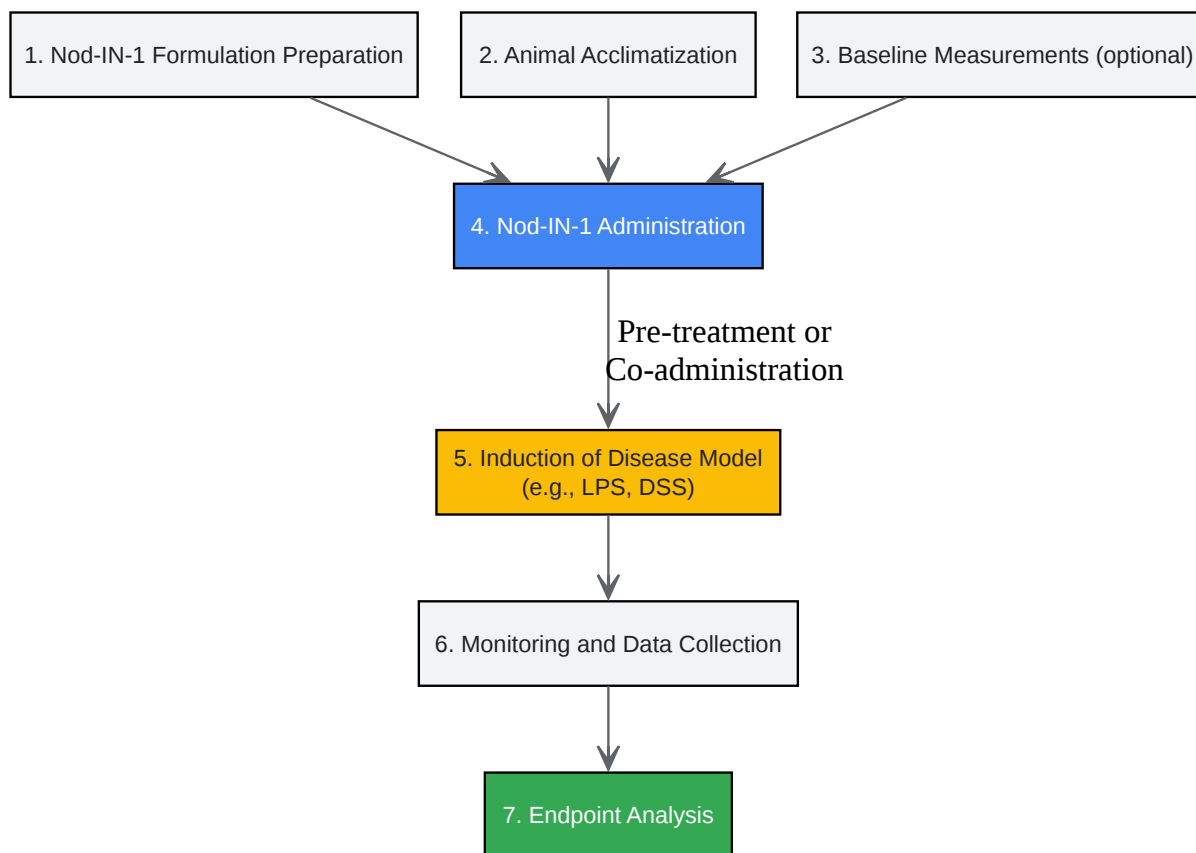 1. Nod-IN-1 Formulation Preparation
2. Animal Acclimatization
3. Baseline Measurements (optional)
4. Nod-IN-1 Administration
Pre-treatment or
Co-administration
5. Induction of Disease Model
(e.g., LPS, DSS)
6. Monitoring and Data Collection
7. Endpoint Analysis